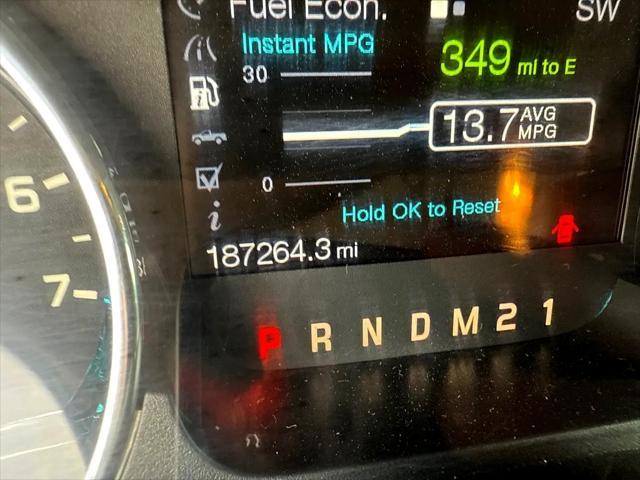 Fuel Econ.
SW
Instant MPG
30
349 mi to E
13.7 AVG MPG
0
Hold OK to Reset
187264.3 mi
6
7
P R N D M 2 1